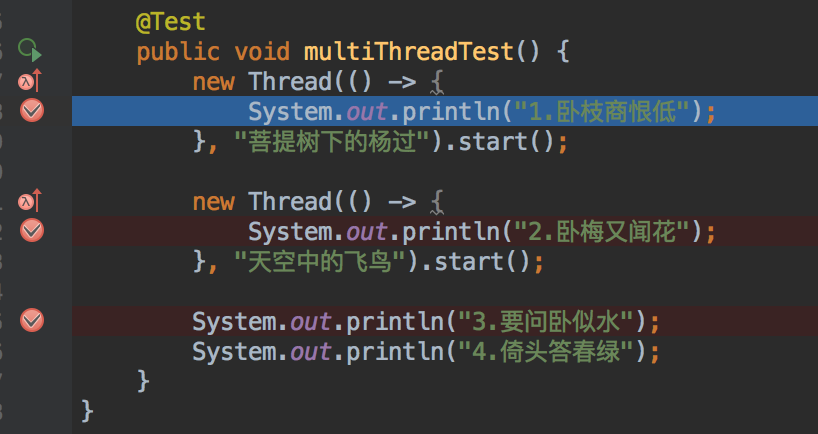 @Test
public void multiThreadTest() {
new Thread(() -> {
System.out.println("1.卧枝商恨低");
}, "菩提树下的杨过").start();
new Thread(() -> {
System.out.println("2.卧梅又闻花");
}, "天空中的飞鸟").start();
System.out.println("3.要问卧似水");
System.out.println("4.倚头答春绿");
}
}